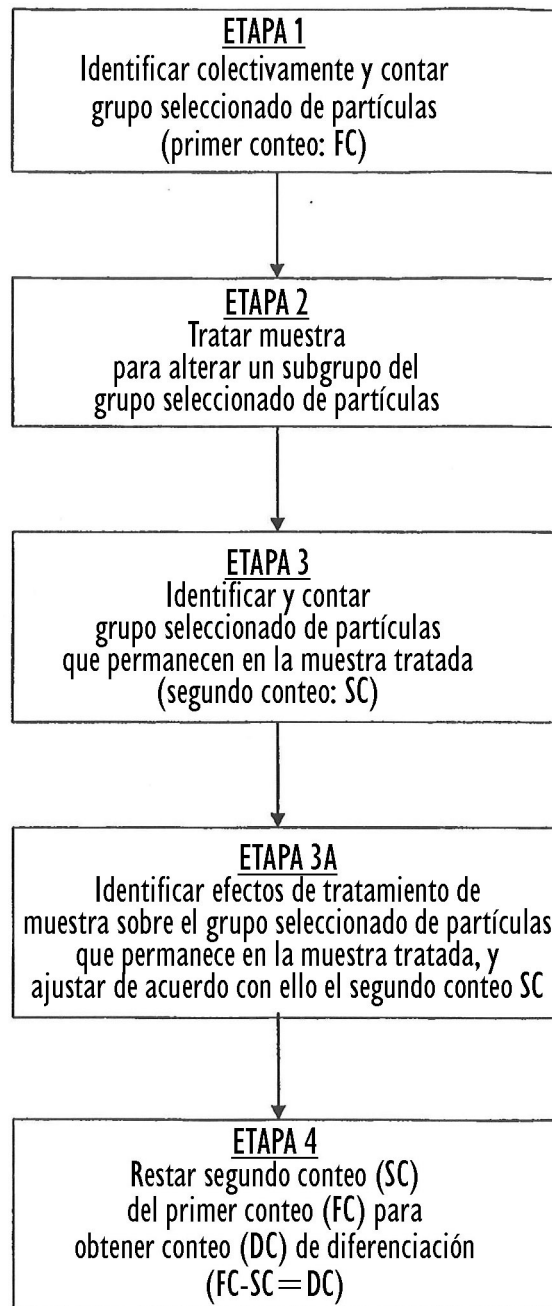 ETAPA 1
Identificar colectivamente y contar
grupo seleccionado de partículas
(primer conteo: FC)
ETAPA 2
Tratar muestra
para alterar un subgrupo del
grupo seleccionado de partículas
ETAPA 3
Identificar y contar
grupo seleccionado de partículas
que permanecen en la muestra tratada
(segundo conteo: SC)
ETAPA 3A
Identificar efectos de tratamiento de
muestra sobre el grupo seleccionado de partículas
que permanece en la muestra tratada, y
ajustar de acuerdo con ello el segundo conteo SC
ETAPA 4
Restar segundo conteo (SC)
del primer conteo (FC) para
obtener conteo (DC) de diferenciación
(FC-SC=DC)